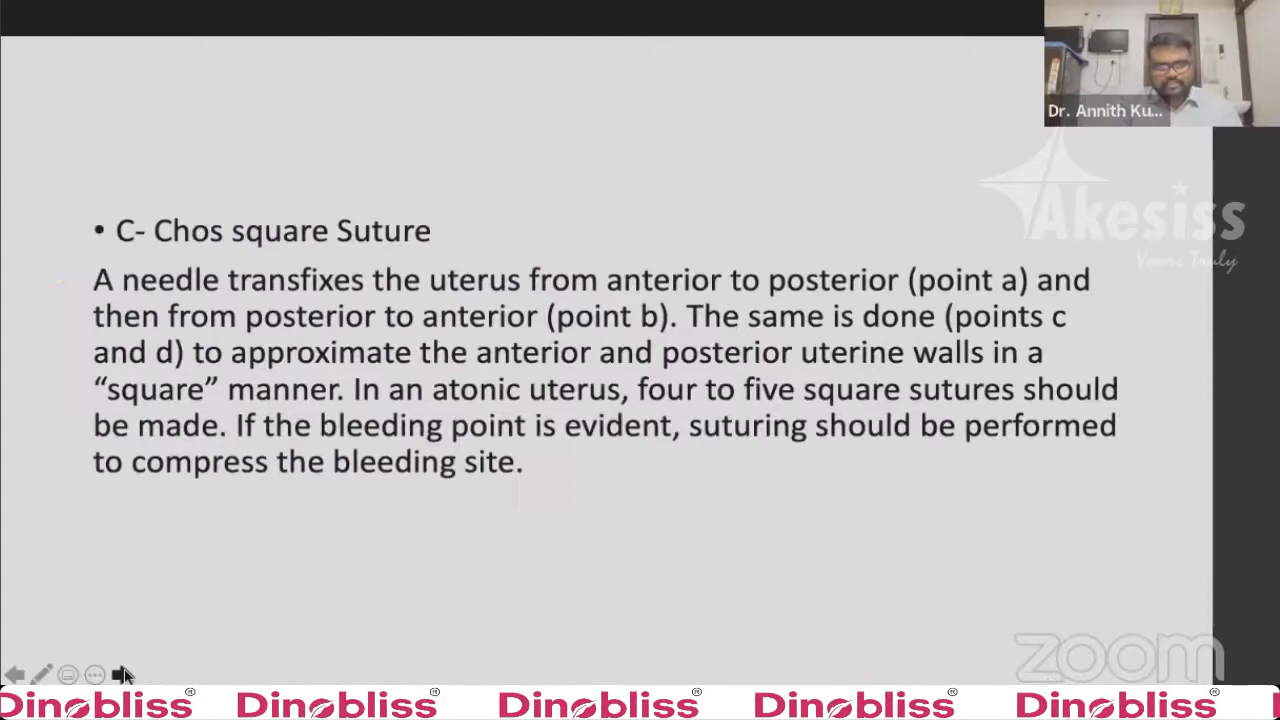 Dr. Annith Ku...
Akesiss
Yours Truly
• C- Chos square Suture
A needle transfixes the uterus from anterior to posterior (point a) and
then from posterior to anterior (point b). The same is done (points c
and d) to approximate the anterior and posterior uterine walls in a
“square” manner. In an atonic uterus, four to five square sutures should
be made. If the bleeding point is evident, suturing should be performed
to compress the bleeding site.
zoom
Dinobliss® Dinobliss® Dinobliss® Dinobliss® Dinobliss®